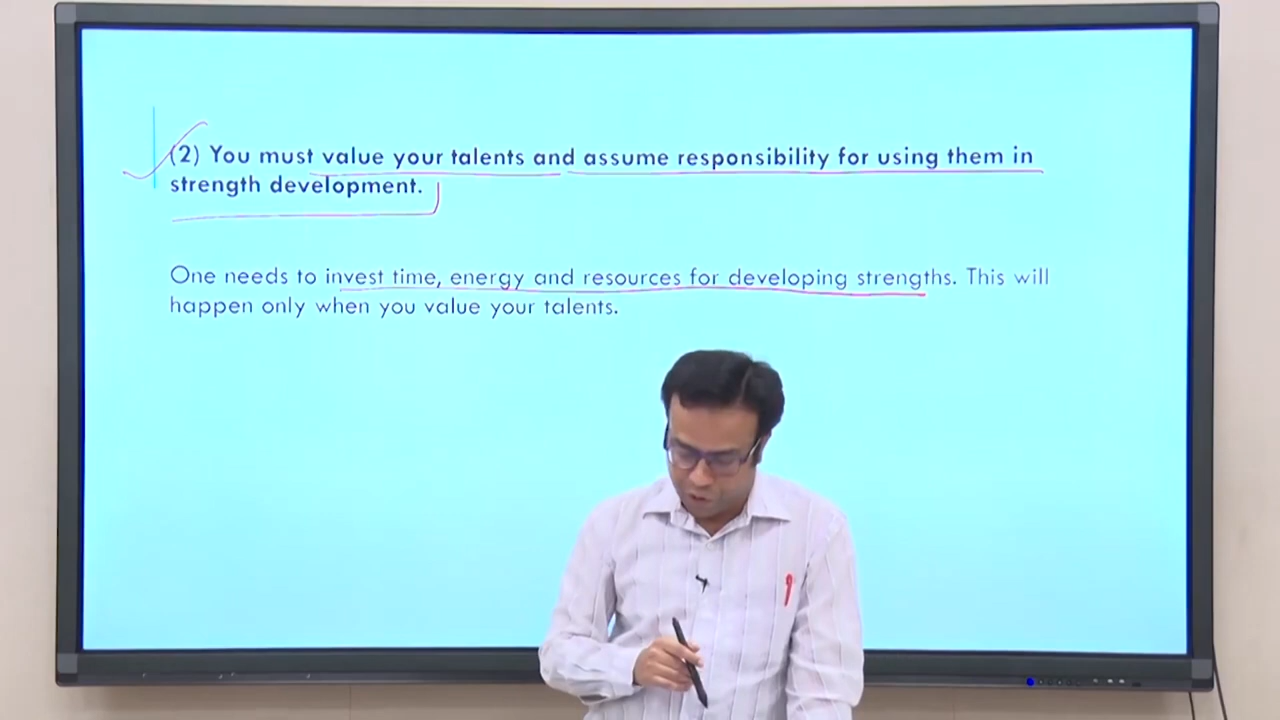 (2) You must value your talents and assume responsibility for using them in
strength development.
One needs to invest time, energy and resources for developing strengths. This will
happen only when you value your talents.